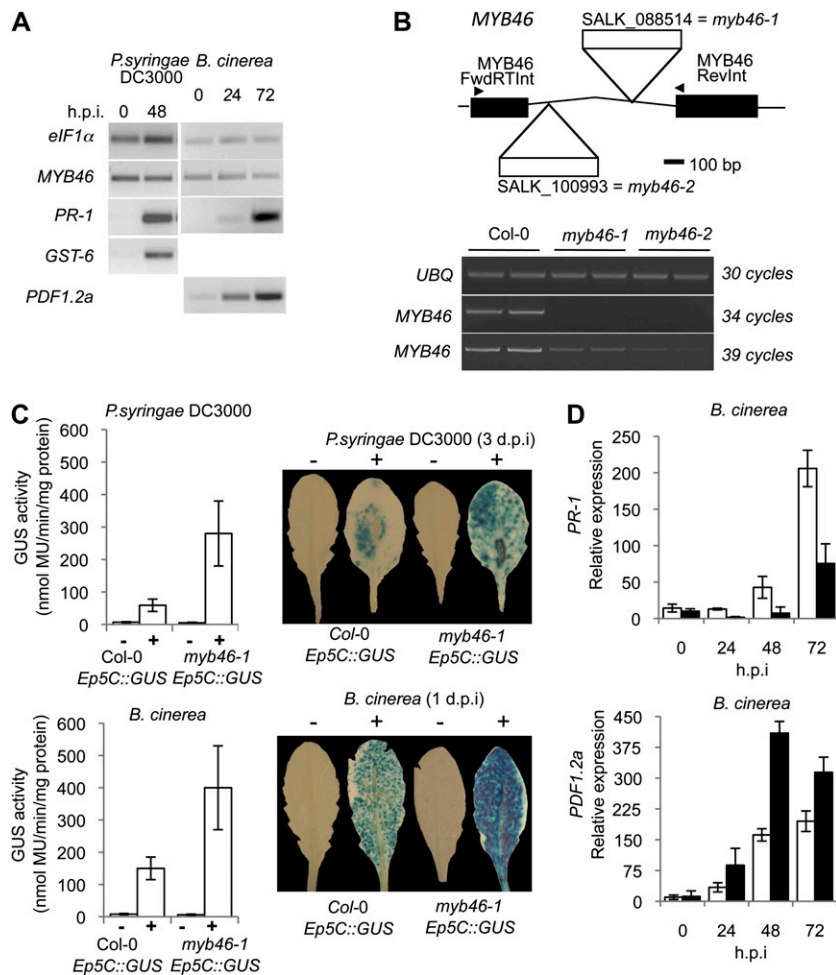 A
P.syringae DC3000
B. cinerea
h.p.i.
0 48
0 24 72
eIF1α
MYB46
PR-1
GST-6
PDF1.2a
B
MYB46
SALK_088514 = myb46-1
MYB46 FwdRTInt
MYB46 RevInt
100 bp
SALK_100993 = myb46-2
Col-0 myb46-1 myb46-2
UBQ 30 cycles
MYB46 34 cycles
MYB46 39 cycles
C
P.syringae DC3000
GUS activity
(nmol MU/min/mg protein)
600
500
400
300
200
100
0
- + - +
Col-0 myb46-1
Ep5C::GUS Ep5C::GUS
P.syringae DC3000 (3 d.p.i)
- + - +
Col-0 myb46-1
Ep5C::GUS Ep5C::GUS
B. cinerea
GUS activity
(nmol MU/min/mg protein)
600
500
400
300
200
100
0
- + - +
Col-0 myb46-1
Ep5C::GUS Ep5C::GUS
B. cinerea (1 d.p.i)
- + - +
Col-0 myb46-1
Ep5C::GUS Ep5C::GUS
D
B. cinerea
PR-1
Relative expression
250
200
150
100
50
0
0 24 48 72
h.p.i
B. cinerea
PDF1.2a
Relative expression
450
375
300
225
150
75
0
0 24 48 72
h.p.i